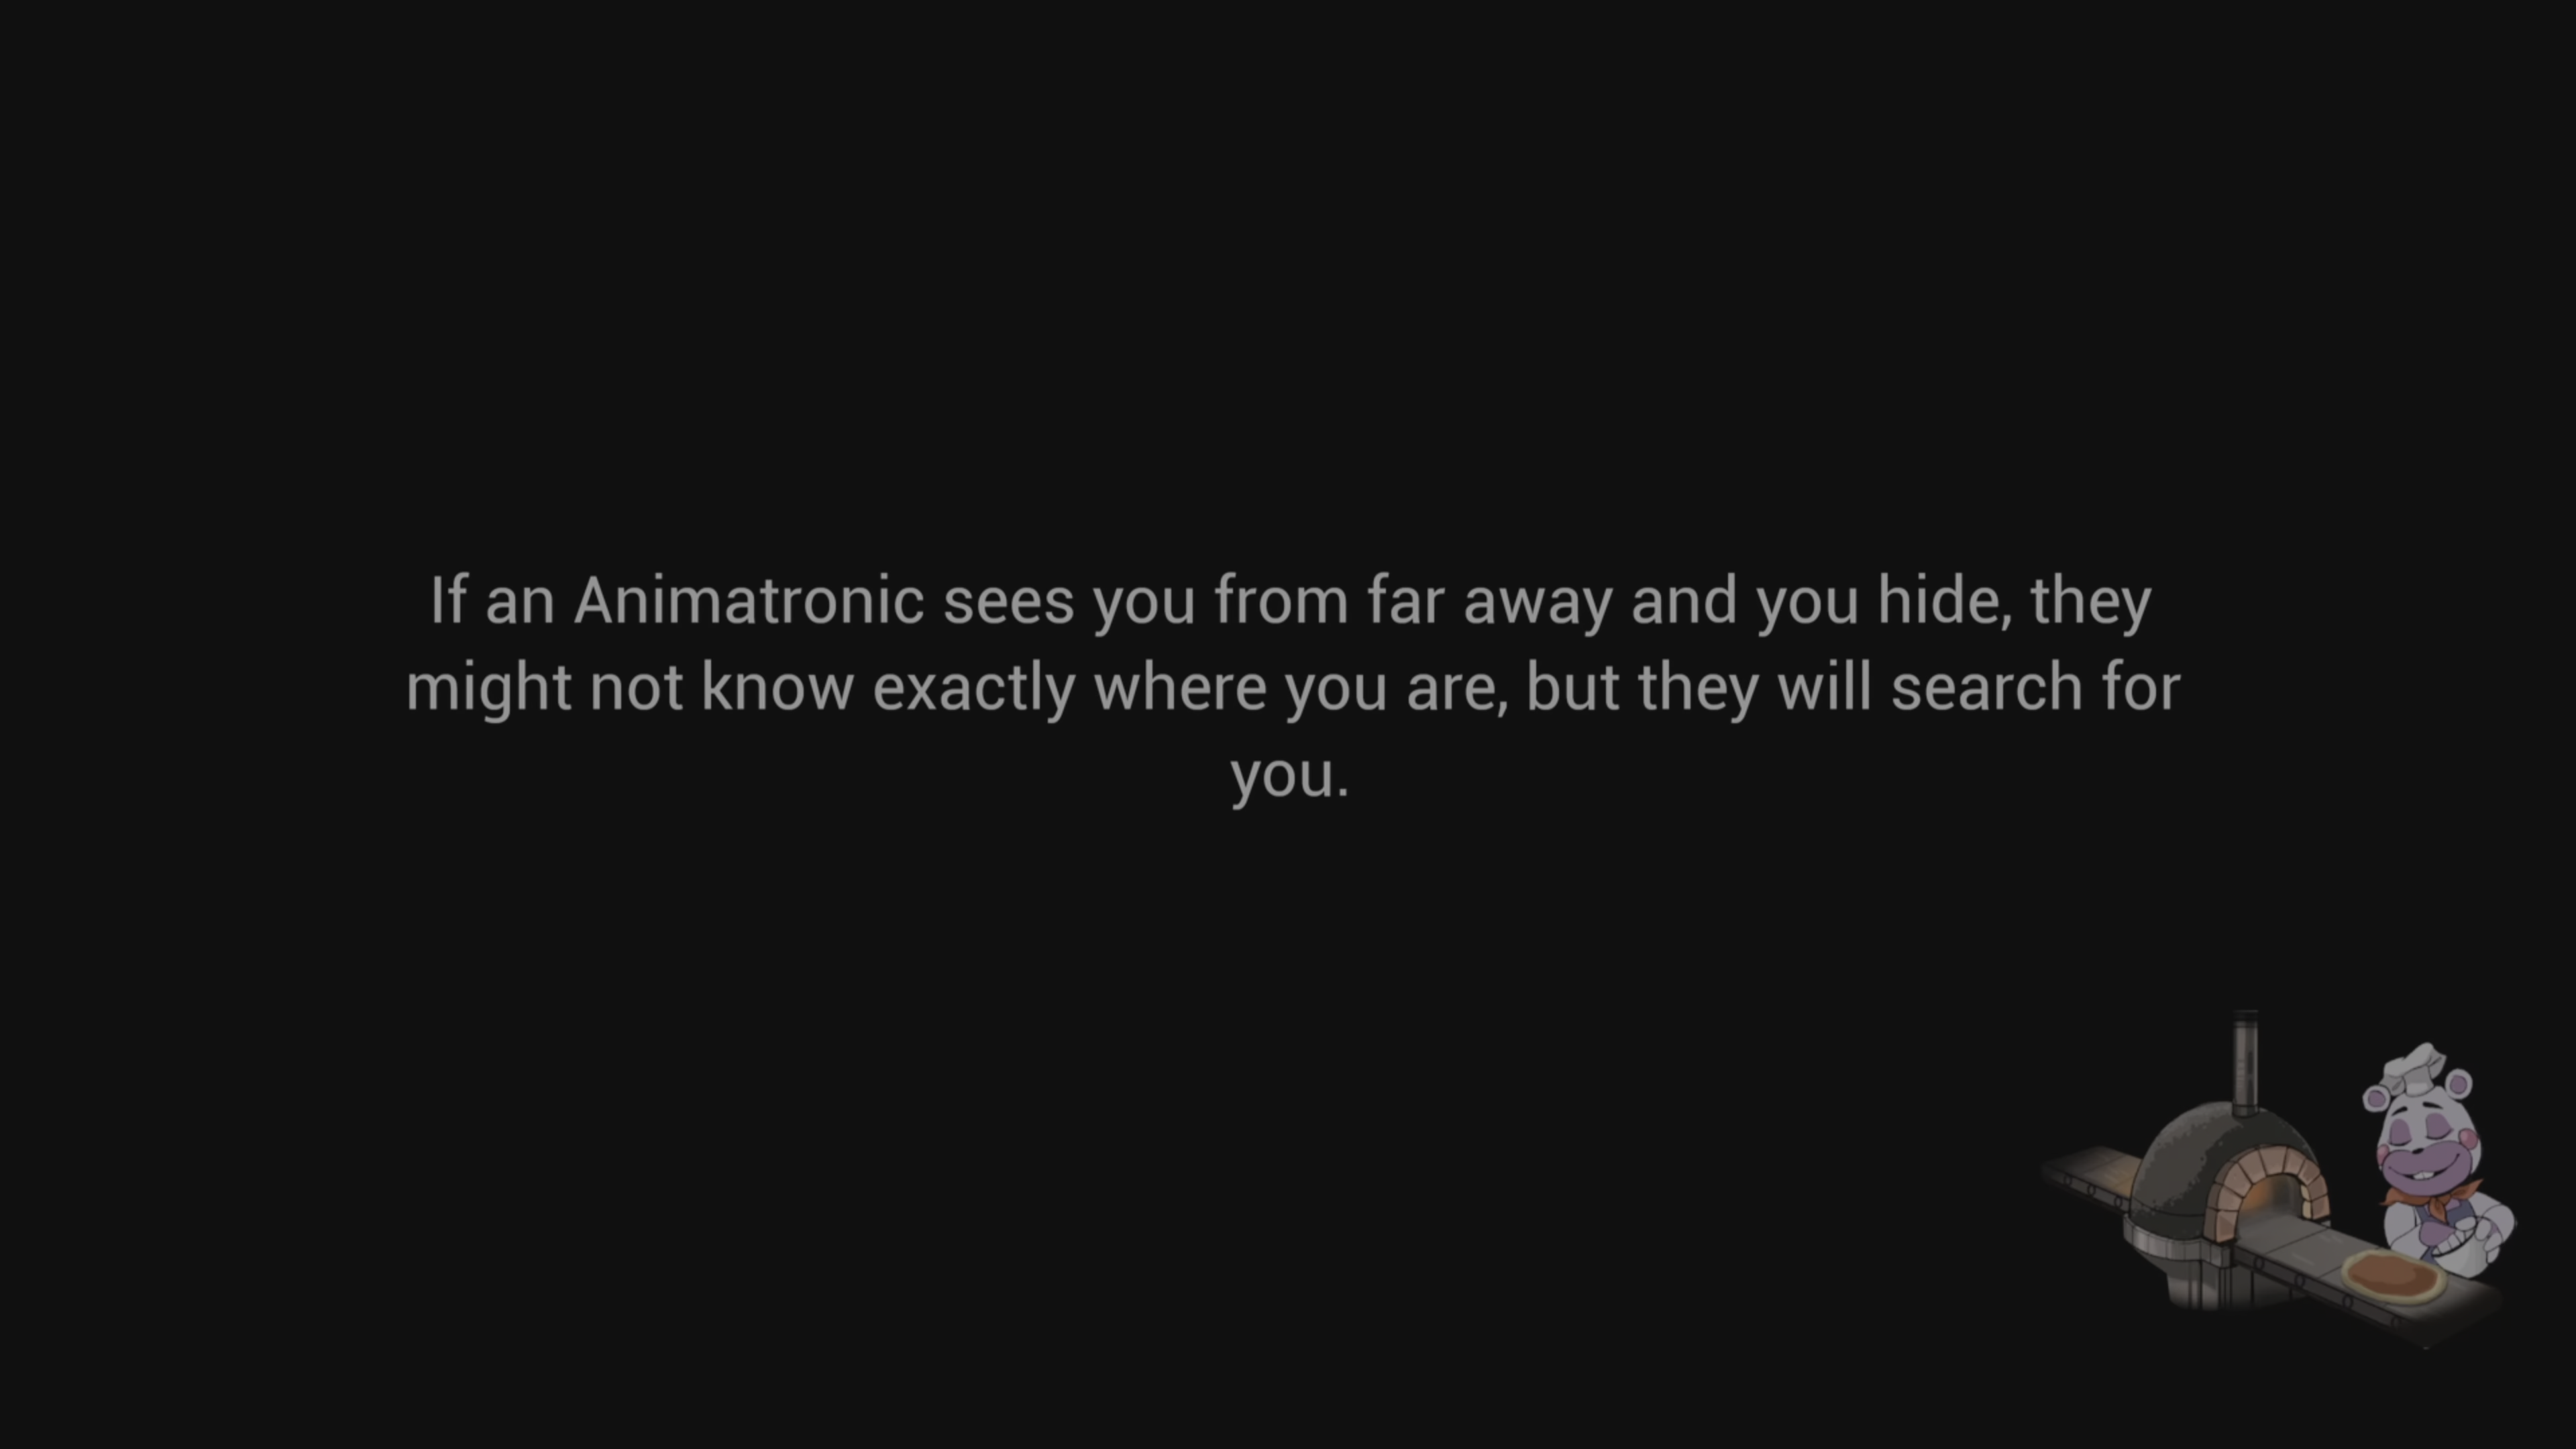 If an Animatronic sees you from far away and you hide, they
might not know exactly where you are, but they will search for
you.